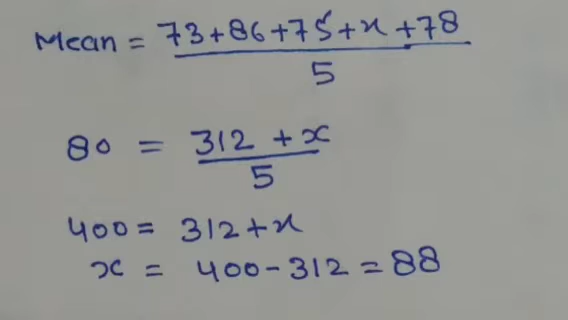 Mean = 73+86+75+x+78 / 5
80 = 312 + x / 5
400 = 312+x
x = 400-312 = 88